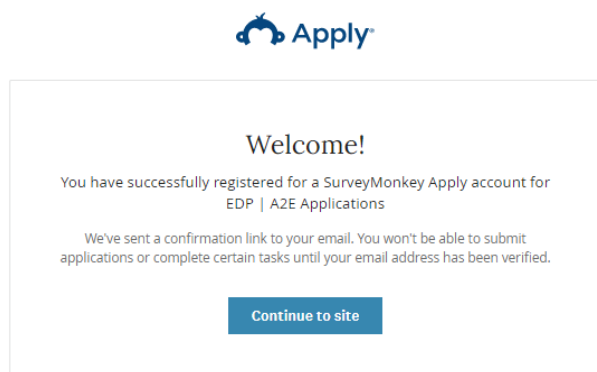 Apply
Welcome!
You have successfully registered for a SurveyMonkey Apply account for
EDP | A2E Applications
We've sent a confirmation link to your email. You won't be able to submit
applications or complete certain tasks until your email address has been verified.
Continue to site